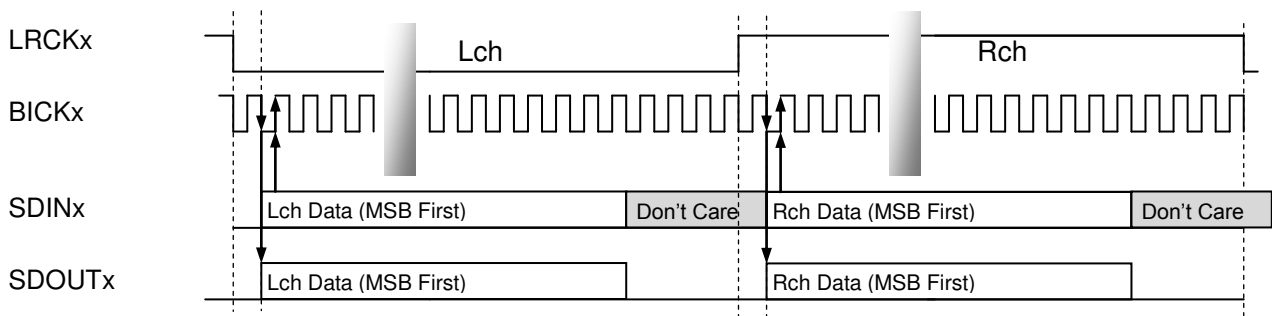 LRCKx
Lch
Rch
BICKx
SDINx
Lch Data (MSB First)
Don't Care
Rch Data (MSB First)
Don't Care
SDOUTx
Lch Data (MSB First)
Rch Data (MSB First)